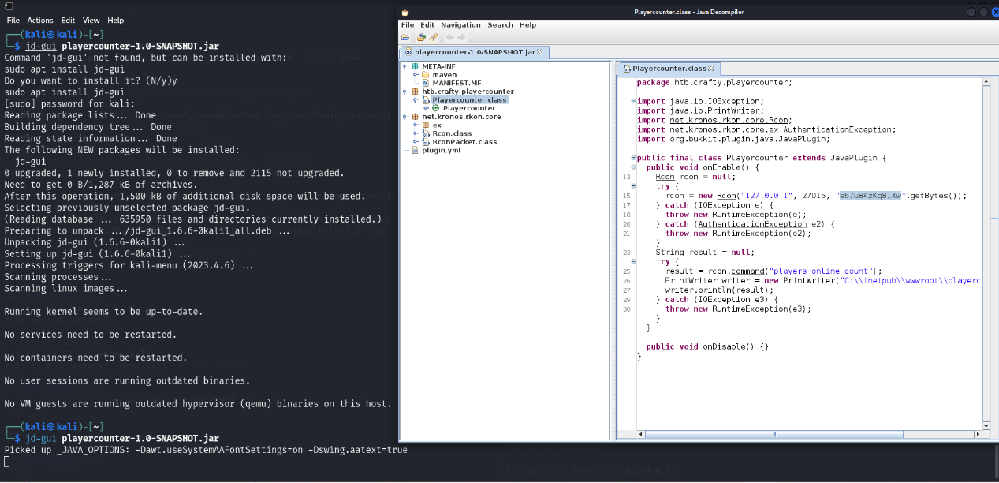 File Actions Edit View Help
┌──(kali㉿kali)-[~]
└─$ jd-gui playercounter-1.0-SNAPSHOT.jar
Command 'jd-gui' not found, but can be installed with:
sudo apt install jd-gui
Do you want to install it? (N/y)y
sudo apt install jd-gui
[sudo] password for kali:
Reading package lists... Done
Building dependency tree... Done
Reading state information... Done
The following NEW packages will be installed:
jd-gui
0 upgraded, 1 newly installed, 0 to remove and 2115 not upgraded.
Need to get 0 B/1,287 kB of archives.
After this operation, 1,500 kB of additional disk space will be used.
Selecting previously unselected package jd-gui.
(Reading database ... 635950 files and directories currently installed.)
Preparing to unpack .../jd-gui_1.6.6-0kali1_all.deb ...
Unpacking jd-gui (1.6.6-0kali1) ...
Setting up jd-gui (1.6.6-0kali1) ...
Processing triggers for kali-menu (2023.4.6) ...
Scanning processes...
Scanning linux images...
Running kernel seems to be up-to-date.
No services need to be restarted.
No containers need to be restarted.
No user sessions are running outdated binaries.
No VM guests are running outdated hypervisor (qemu) binaries on this host.
┌──(kali㉿kali)-[~]
└─$ jd-gui playercounter-1.0-SNAPSHOT.jar
Picked up _JAVA_OPTIONS: -Dawt.useSystemAAFontSettings=on -Dswing.aatext=true
Playercounter.class - Java Decompiler
File Edit Navigation Search Help
playercounter-1.0-SNAPSHOT.jar
META-INF
maven
MANIFEST.MF
htb.crafty.playercounter
Playercounter.class
Playercounter
net.kronos.rkon.core
ex
Rcon.class
RconPacket.class
plugin.yml
Playercounter.class
package htb.crafty.playercounter;
import java.io.IOException;
import java.io.PrintWriter;
import net.kronos.rkon.core.Rcon;
import net.kronos.rkon.core.ex.AuthenticationException;
import org.bukkit.plugin.java.JavaPlugin;
public final class Playercounter extends JavaPlugin {
public void onEnable() {
13 Rcon rcon = null;
try {
15 rcon = new Rcon("127.0.0.1", 27015, "s67u84zKq8IXw".getBytes());
17 } catch (IOException e) {
18 throw new RuntimeException(e);
20 } catch (AuthenticationException e2) {
21 throw new RuntimeException(e2);
}
23 String result = null;
try {
25 result = rcon.command("players online count");
26 PrintWriter writer = new PrintWriter("C:\\inetpub\\wwwroot\\playerc
27 writer.println(result);
29 } catch (IOException e3) {
30 throw new RuntimeException(e3);
}
}
public void onDisable() {}
}